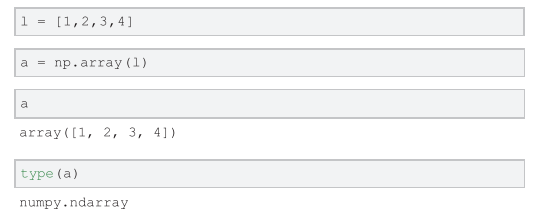 l = [1,2,3,4]
a = np.array(l)
a
array([1, 2, 3, 4])
type(a)
numpy.ndarray